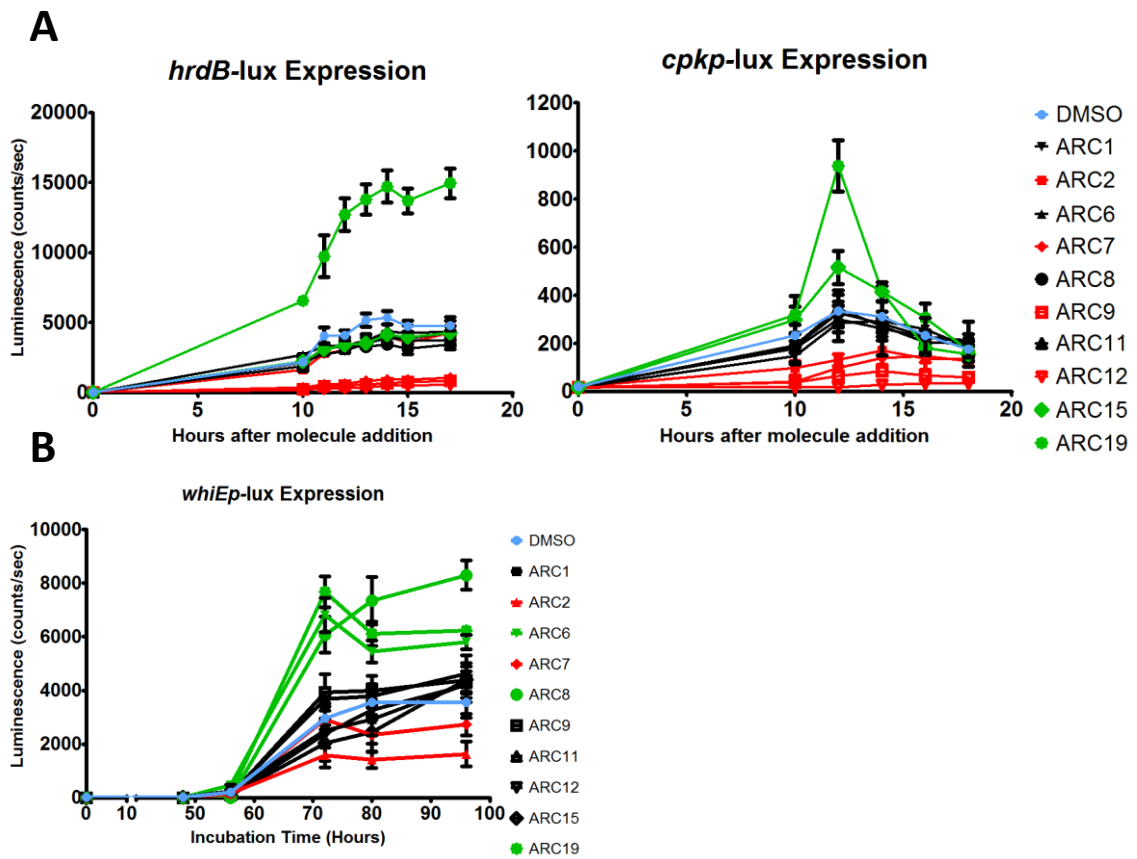 A
hrdB-lux Expression
Luminescence (counts/sec)
20000
15000
10000
5000
0
0 5 10 15 20
Hours after molecule addition
cpkp-lux Expression
1200
1000
800
600
400
200
0
0 5 10 15 20
Hours after molecule addition
DMSO
ARC1
ARC2
ARC6
ARC7
ARC8
ARC9
ARC11
ARC12
ARC15
ARC19
B
whiEp-lux Expression
Luminescence (counts/sec)
10000
8000
6000
4000
2000
0
0 10 50 60 70 80 90 100
Incubation Time (Hours)
DMSO
ARC1
ARC2
ARC6
ARC7
ARC8
ARC9
ARC11
ARC12
ARC15
ARC19